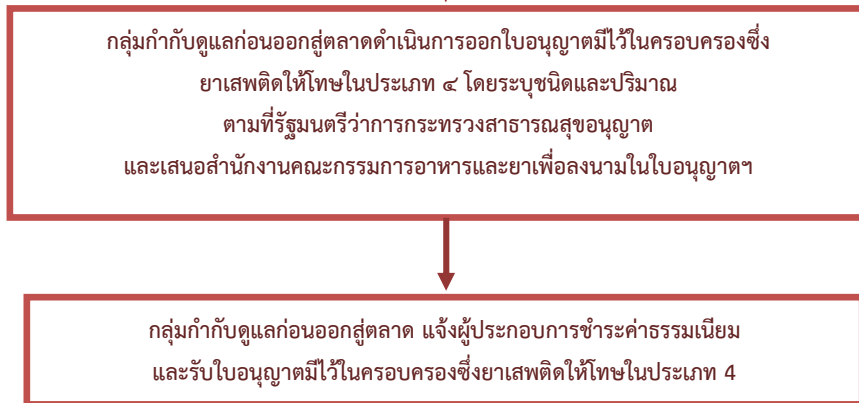 กลุ่มกำกับดูแลก่อนออกสู่ตลาดดำเนินการออกใบอนุญาตมีไว้ในครอบครองซึ่ง
ยาเสพติดให้โทษในประเภท ๔ โดยระบุชนิดและปริมาณ
ตามที่รัฐมนตรีว่าการกระทรวงสาธารณสุขอนุญาต
และเสนอสำนักงานคณะกรรมการอาหารและยาเพื่อลงนามในใบอนุญาตฯ
กลุ่มกำกับดูแลก่อนออกสู่ตลาด แจ้งผู้ประกอบการชำระค่าธรรมเนียม
และรับใบอนุญาตมีไว้ในครอบครองซึ่งยาเสพติดให้โทษในประเภท 4